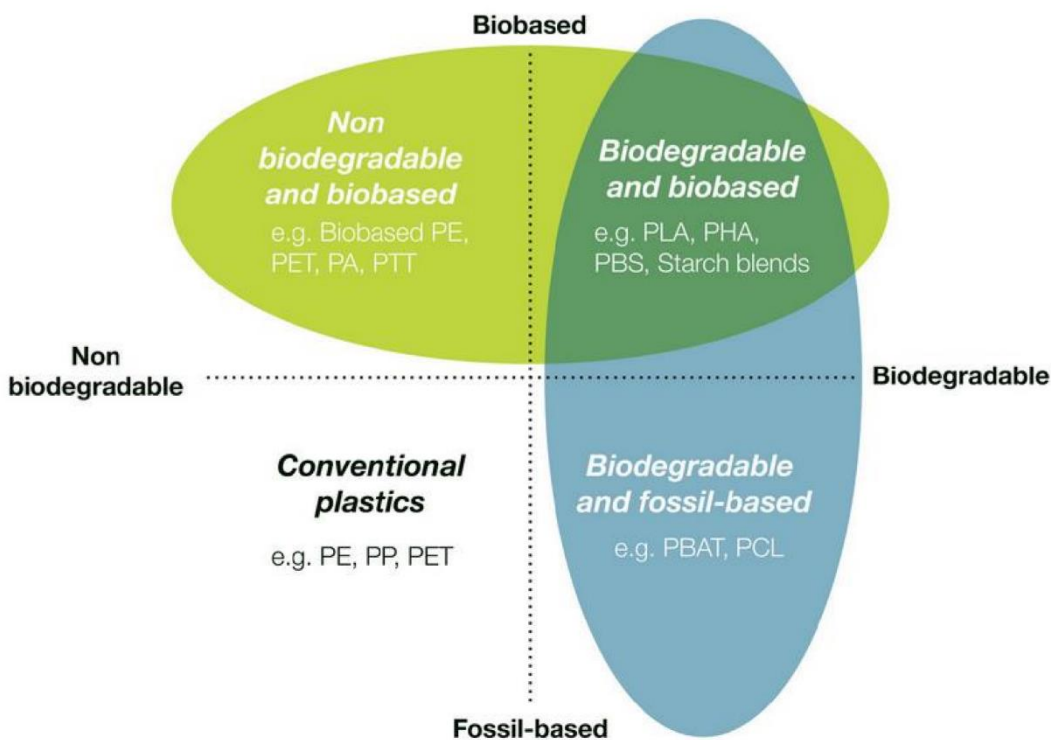 Biobased
Non
biodegradable
and biobased
e.g. Biobased PE,
PET, PA, PTT
Biodegradable
and biobased
e.g. PLA, PHA,
PBS, Starch blends
Non
biodegradable
Biodegradable
Conventional
plastics
e.g. PE, PP, PET
Biodegradable
and fossil-based
e.g. PBAT, PCL
Fossil-based